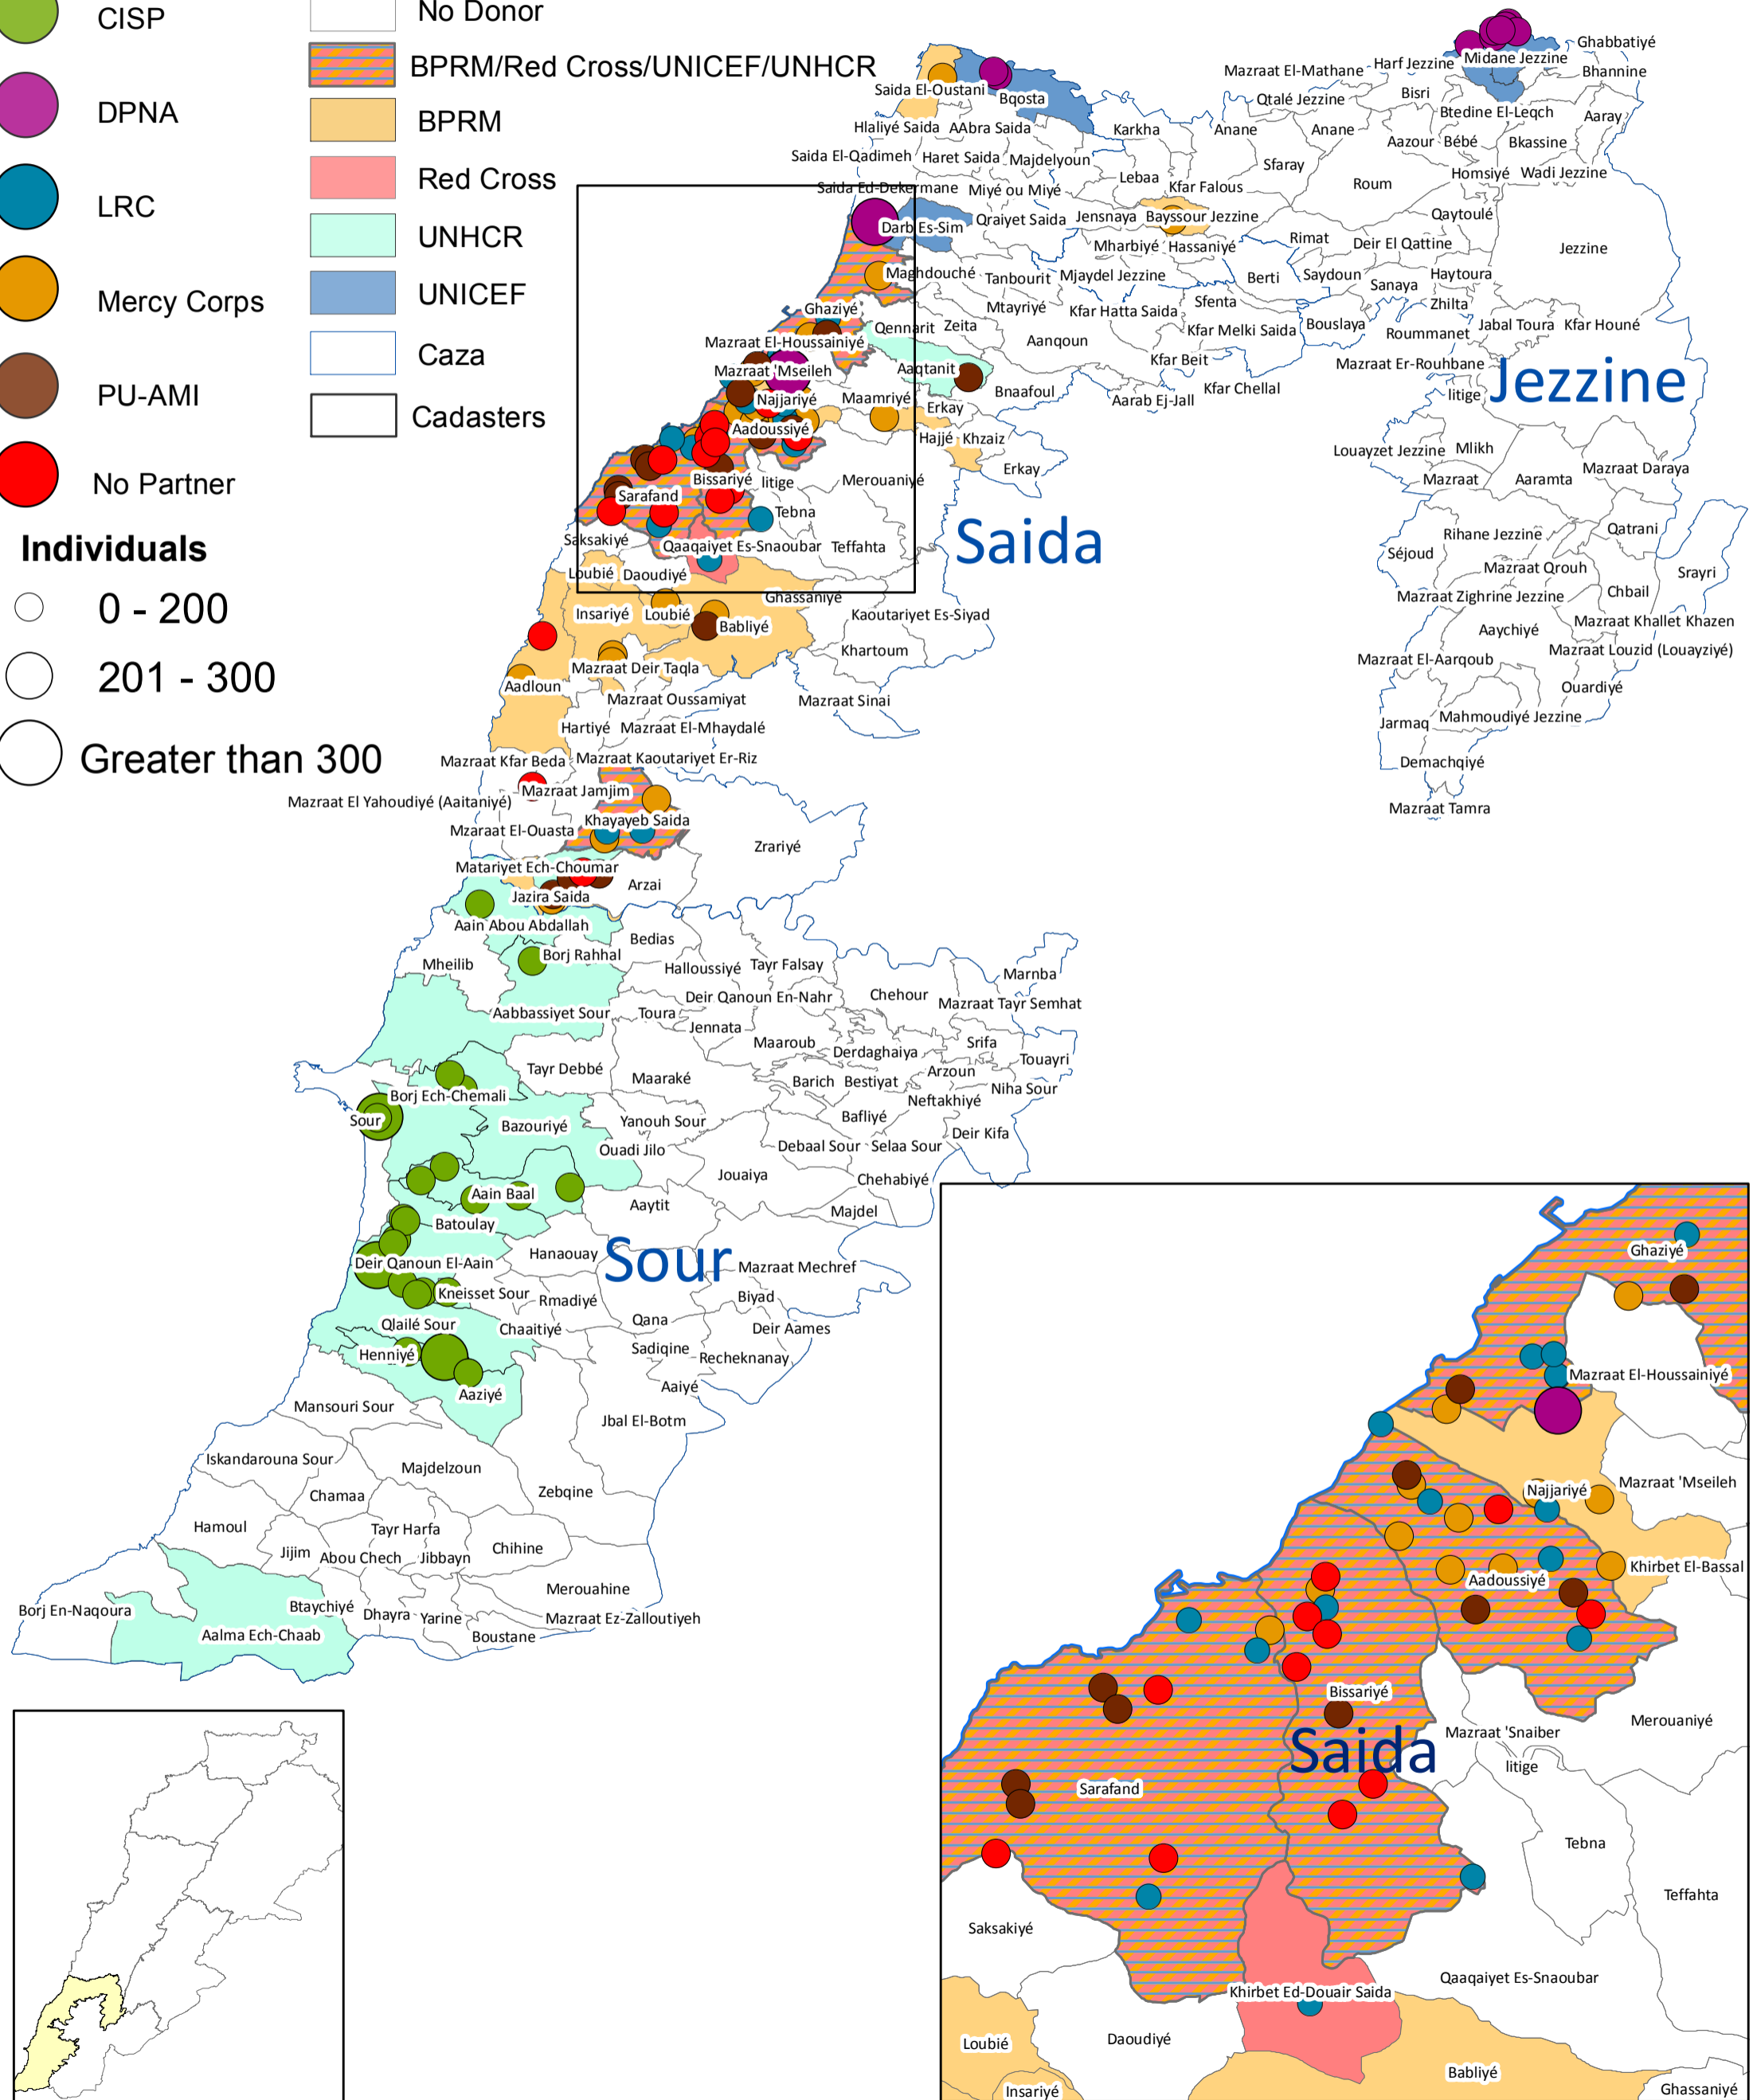 CISP
DPNA
LRC
Mercy Corps
PU-AMI
No Partner
Individuals
0 - 200
201 - 300
Greater than 300
No Donor
BPRM/Red Cross/UNICEF/UNHCR
BPRM
Red Cross
UNHCR
UNICEF
Caza
Cadasters
Ghabbatiyé
Mazraat El-Mathane
Harf Jezzine
Midane Jezzine
Bhannine
Saida El-Oustani
Bqosta
Qtalé Jezzine
Bisri
Btedine El-Leqch
Aaray
Hlaliyé Saida
AAbra Saida
Karkha
Anane
Anane
Aazour
Bébé
Bkassine
Saida El-Qadimeh
Haret Saida
Majdelyoun
Sfaray
Lebaa
Homsiyé
Wadi Jezzine
Saida Ed-Dekermane
Miyé ou Miyé
Kfar Falous
Roum
Darb Es-Sim
Qraiyet Saida
Jensnaya
Bayssour Jezzine
Qaytoulé
Mharbiyé
Hassaniyé
Rimat
Deir El Qattine
Jezzine
Maghdouché
Tanbourit
Mjaydel Jezzine
Berti
Saydoun
Haytoura
Sanaya
Mtayriyé
Kfar Hatta Saida
Sfenta
Zhilta
Ghaziyé
Qennarit
Zeita
Kfar Melki Saida
Bouslaya
Roummanet
Jabal Toura
Kfar Houné
Mazraat El-Houssainiyé
Aanqoun
Kfar Beit
Mazraat Er-Rouhbane
Mazraat 'Mseileh
Aaqtanit
Bnaafoul
Aarab Ej-Jall
Kfar Chellal
litige
Jezzine
Najjariyé
Maamriyé
Erkay
Aadoussiyé
Hajjé
Khzaiz
Louayzet Jezzine
Mlikh
Erkay
Mazraat Daraya
Bissariyé
litige
Merouaniyé
Mazraat
Aaramta
Sarafand
Tebna
Saida
Saksakiyé
Qaaqaiyet Es-Snaoubar
Teffahta
Rihane Jezzine
Qatrani
Séjoud
Mazraat Qrouh
Srayri
Loubié
Daoudiyé
Ghassaniyé
Mazraat Zighrine Jezzine
Chbail
Insariyé
Loubié
Babliyé
Kaoutariyet Es-Siyad
Aaychiyé
Mazraat Khallet Khazen
Khartoum
Mazraat El-Aarqoub
Mazraat Louzid (Louayziyé)
Mazraat Deir Taqla
Aadloun
Mazraat Oussamiyat
Mazraat Sinai
Ouardiyé
Hartiyé
Mazraat El-Mhaydalé
Jarmaq
Mahmoudiyé Jezzine
Mazraat Kfar Beda
Mazraat Kaoutariyet Er-Riz
Demachqiyé
Mazraat El Yahoudiyé (Aaitaniyé)
Mazraat Jamjim
Mazraat Tamra
Mzaraat El-Ouasta
Khayayeb Saida
Zrariyé
Matariyet Ech-Choumar
Arzai
Jazira Saida
Aain Abou Abdallah
Bedias
Mheilib
Borj Rahhal
Halloussiyé
Tayr Falsay
Marnba
Deir Qanoun En-Nahr
Chehour
Mazraat Tayr Semhat
Aabbassiyet Sour
Toura
Jennata
Maaroub
Derdaghaiya
Srifa
Touayri
Tayr Debbé
Maaraké
Barich
Bestiyat
Arzoun
Niha Sour
Borj Ech-Chemali
Neftakhiyé
Sour
Bazouriyé
Yanouh Sour
Bafliyé
Deir Kifa
Ouadi Jilo
Debaal Sour
Selaa Sour
Jouaiya
Chehabiyé
Aain Baal
Aaytit
Majdel
Batoulay
Hanaouay
Sour
Deir Qanoun El-Aain
Mazraat Mechref
Kneisset Sour
Rmadiyé
Biyad
Qlailé Sour
Chaaitiyé
Qana
Deir Aames
Henniyé
Sadiqine
Recheknanay
Aaziyé
Aaiyé
Mansouri Sour
Jbal El-Botm
Iskandarouna Sour
Majdelzoun
Chamaa
Zebqine
Hamoul
Tayr Harfa
Jijim
Abou Chech
Jibbayn
Chihine
Borj En-Naqoura
Btaychiyé
Merouahine
Dhayra
Yarine
Mazraat Ez-Zalloutiyeh
Aalma Ech-Chaab
Boustane
Ghaziyé
Mazraat El-Houssainiyé
Najjariyé
Mazraat 'Mseileh
Aadoussiyé
Khirbet El-Bassal
Bissariyé
Merouaniyé
Mazraat 'Snaiber
Saida
litige
Sarafand
Tebna
Teffahta
Saksakiyé
Qaaqaiyet Es-Snaoubar
Khirbet Ed-Douair Saida
Loubié
Daoudiyé
Babliyé
Insariyé
Ghassaniyé